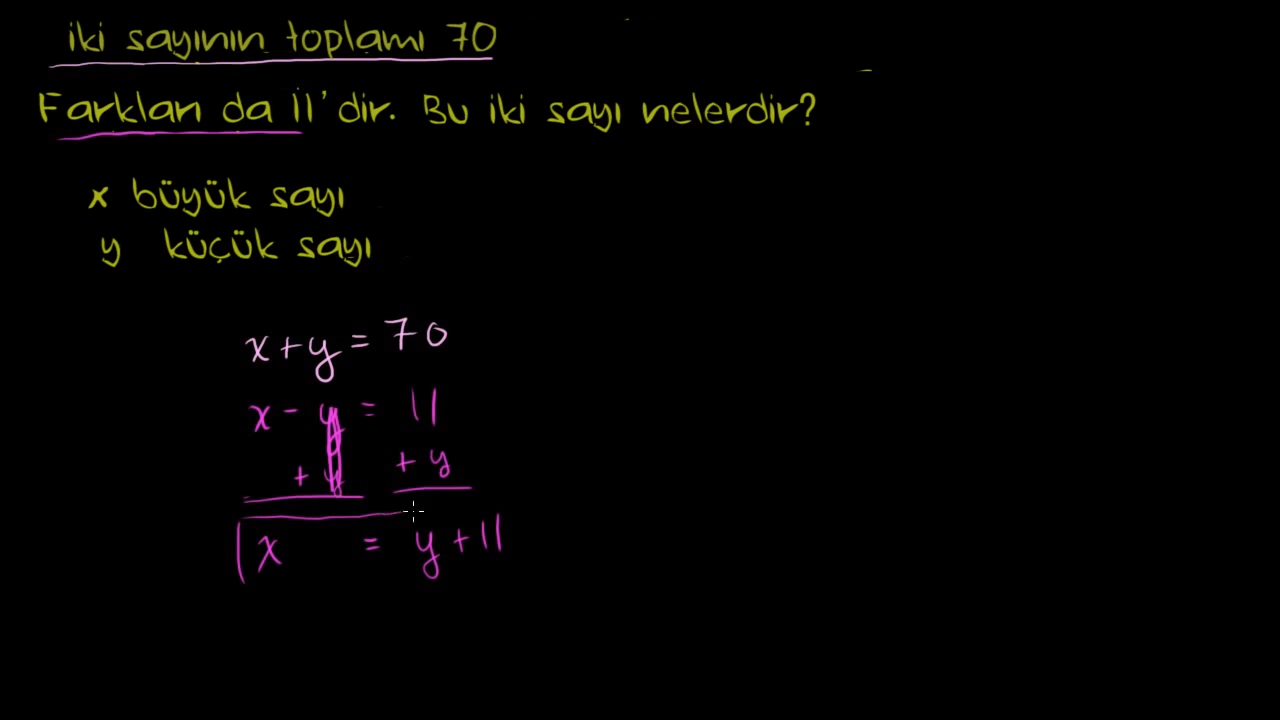 iki sayının toplamı 70
Farkları da 11'dir. Bu iki sayı nelerdir?
x büyük sayı
y küçük sayı
x+y=70
x - y = 11
+ y + y
x = y+11